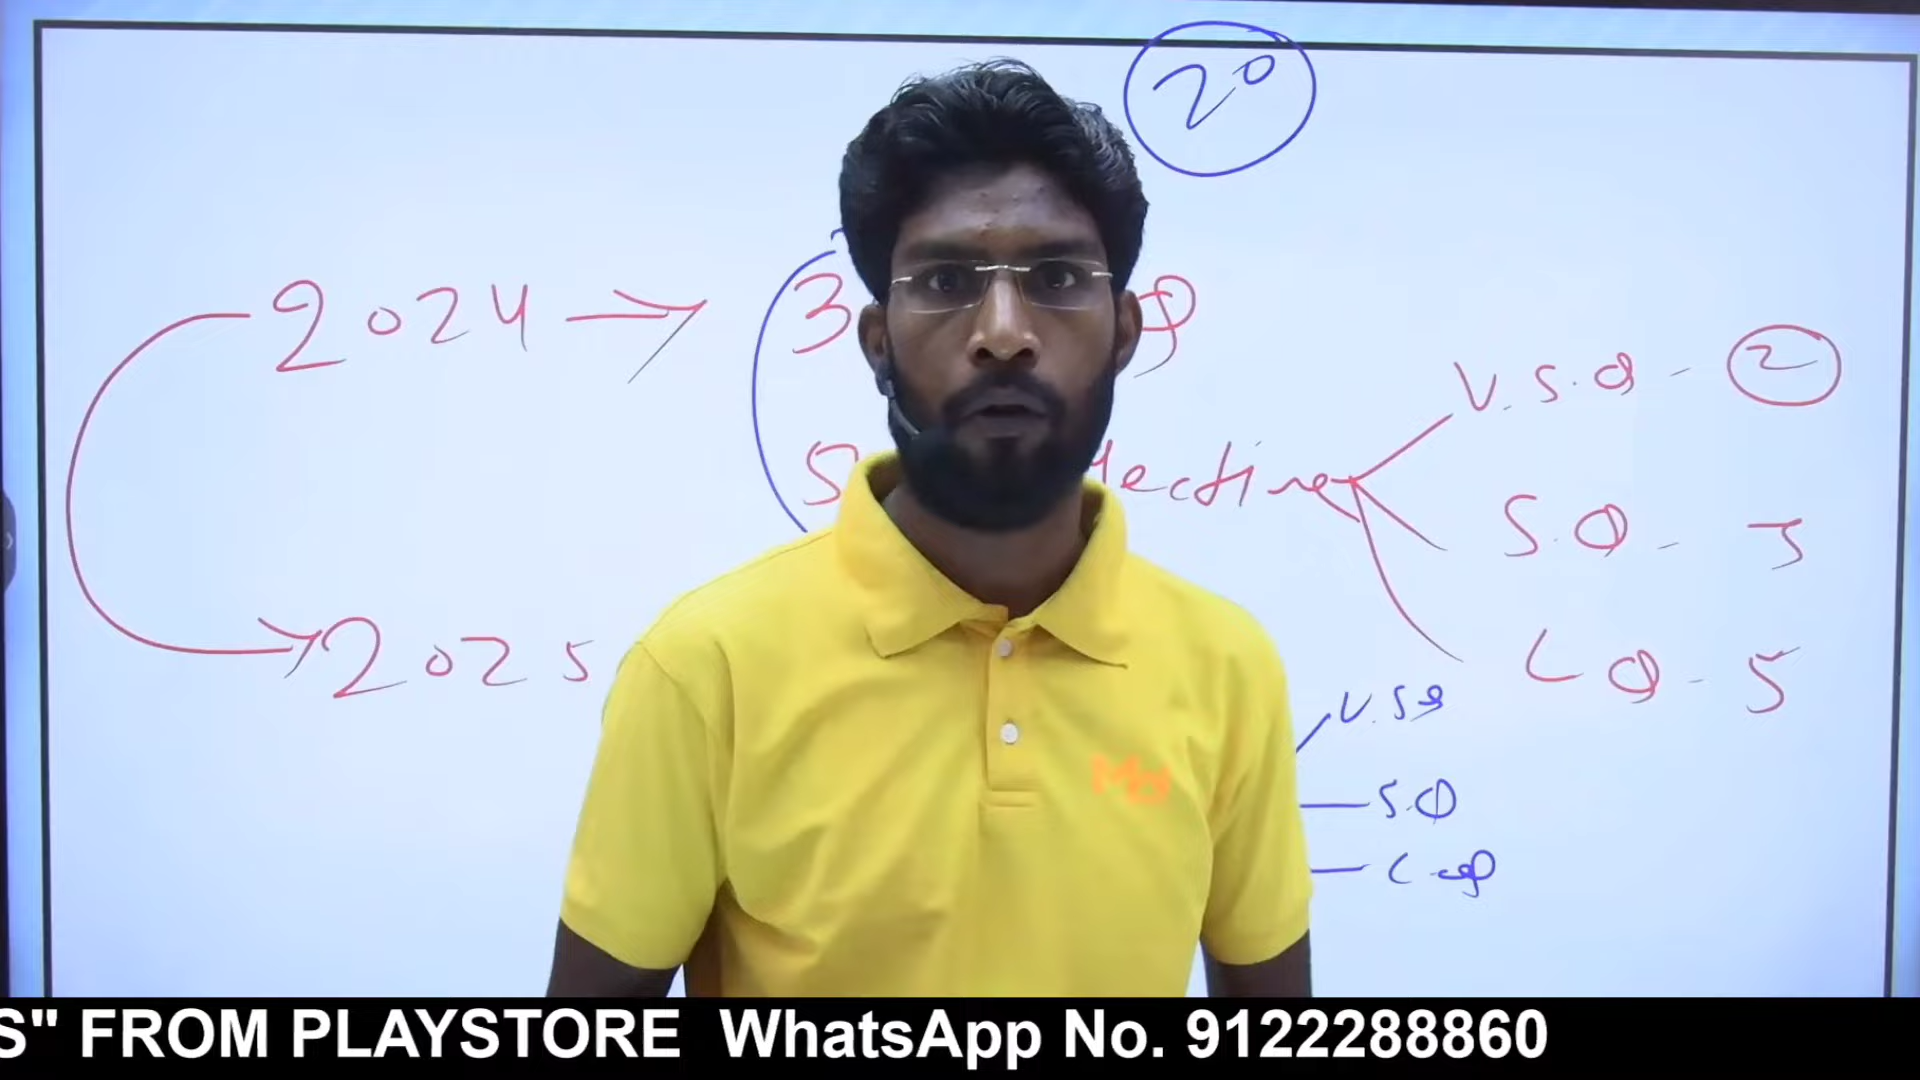 20
2024 → 3
V.S.Q - 2
S
S.Q - 3
2025
L Q - 5
V.SQ
S.Q
S" FROM PLAYSTORE WhatsApp No. 9122288860